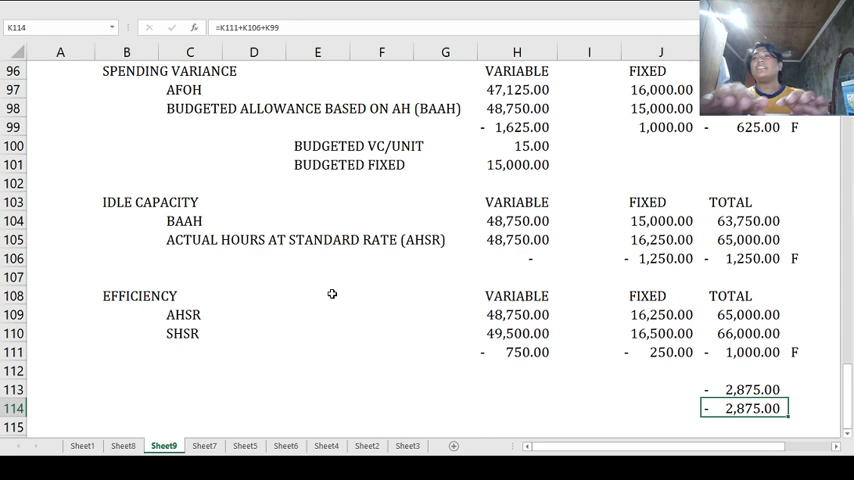 K114 fx =K111+K106+K99
A B C D E F G H I J
96 SPENDING VARIANCE VARIABLE FIXED
97 AFOH 47,125.00 16,000.00
98 BUDGETED ALLOWANCE BASED ON AH (BAAH) 48,750.00 15,000.00
99 - 1,625.00 1,000.00 - 625.00 F
100 BUDGETED VC/UNIT 15.00
101 BUDGETED FIXED 15,000.00
102
103 IDLE CAPACITY VARIABLE FIXED TOTAL
104 BAAH 48,750.00 15,000.00 63,750.00
105 ACTUAL HOURS AT STANDARD RATE (AHSR) 48,750.00 16,250.00 65,000.00
106 - - 1,250.00 - 1,250.00 F
107
108 EFFICIENCY VARIABLE FIXED TOTAL
109 AHSR 48,750.00 16,250.00 65,000.00
110 SHSR 49,500.00 16,500.00 66,000.00
111 - 750.00 - 250.00 - 1,000.00 F
112
113 - 2,875.00
114 - 2,875.00
115
Sheet1 Sheet8 Sheet9 Sheet7 Sheet5 Sheet6 Sheet4 Sheet2 Sheet3